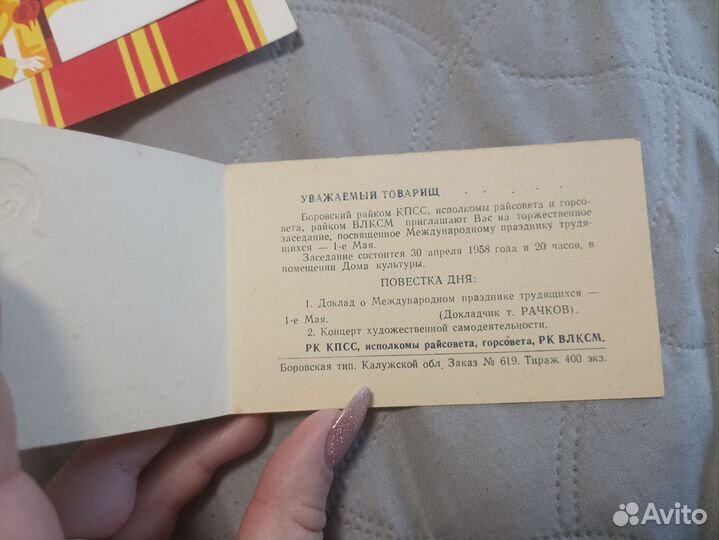 УВАЖАЕМЫЙ ТОВАРИЩ . . . . . .
Боровский райком КПСС, исполкомы райсовета и горсо-
вета, райком ВЛКСМ приглашают Вас на торжественное
заседание, посвященное Международному празднику трудя-
щихся — 1-е Мая.
Заседание состоится 30 апреля 1958 года в 20 часов, в
помещении Дома культуры.
ПОВЕСТКА ДНЯ:
1. Доклад о Международном празднике трудящихся —
1-е Мая. (Докладчик т. РАЧКОВ).
2. Концерт художественной самодеятельности.
РК КПСС, исполкомы райсовета, горсовета, РК ВЛКСМ.
Боровская тип. Калужской обл. Заказ № 619. Тираж 400 экз.
Avito